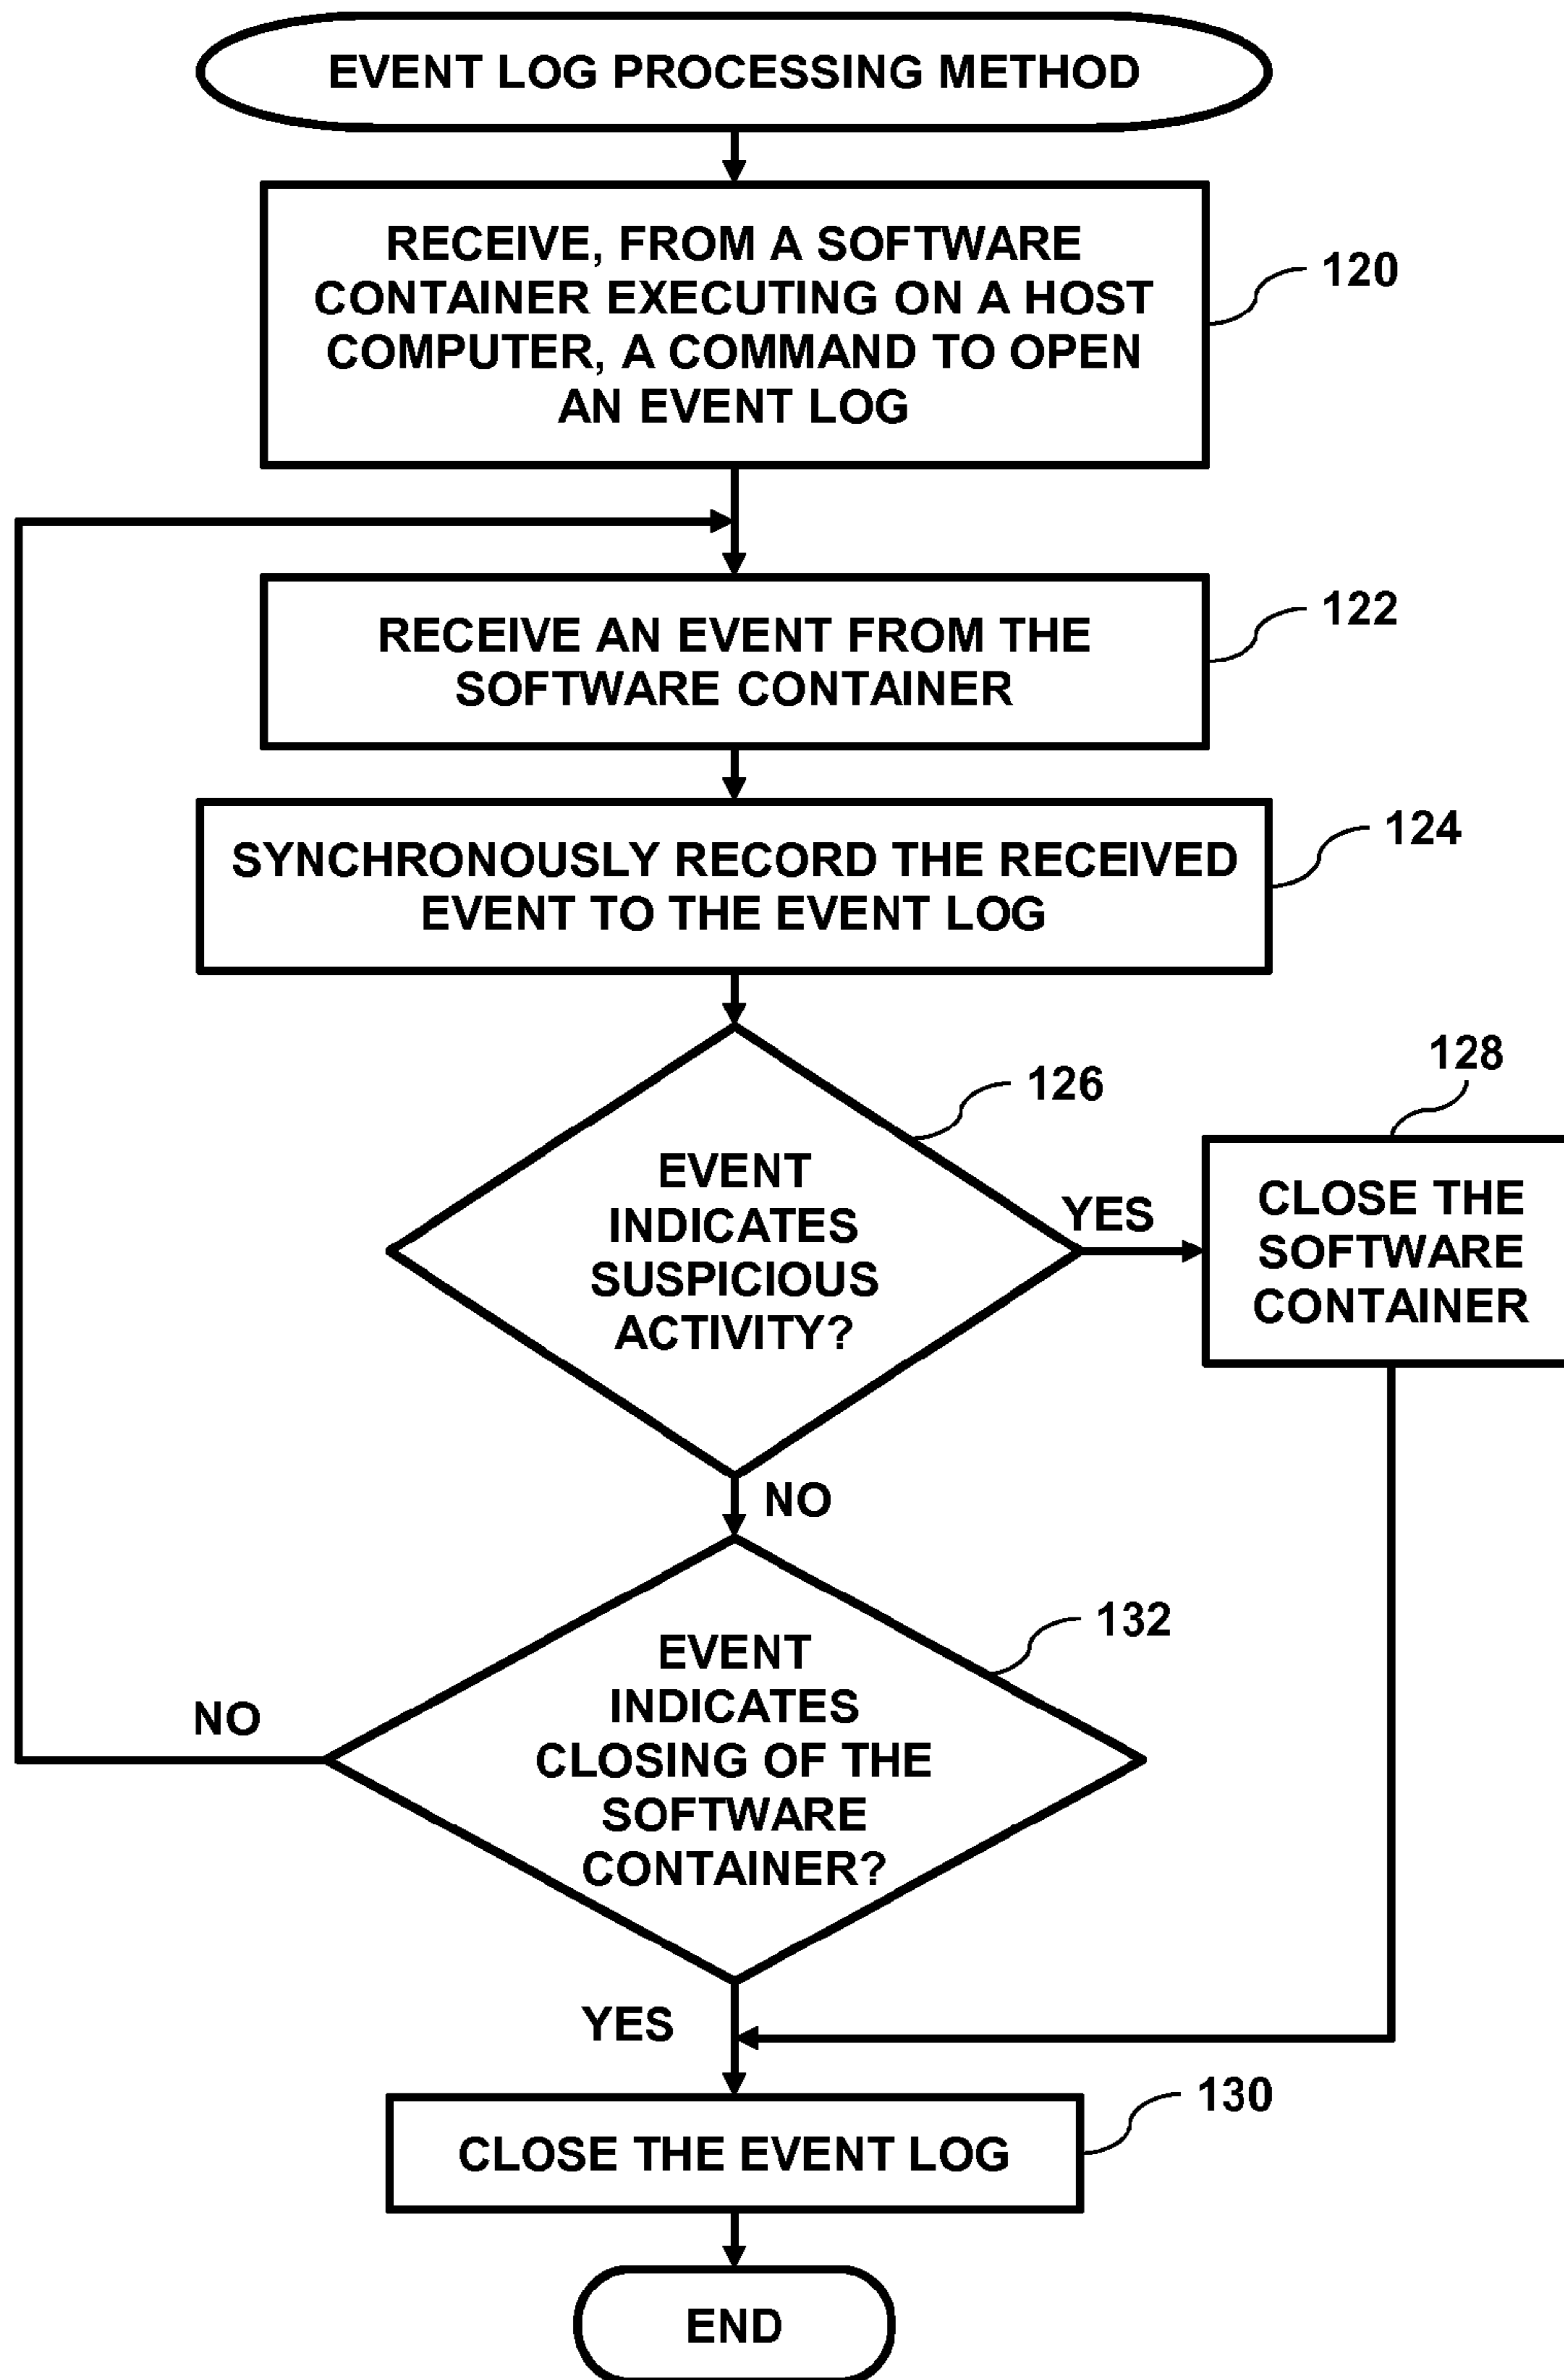 EVENT LOG PROCESSING METHOD
RECEIVE, FROM A SOFTWARE
CONTAINER EXECUTING ON A HOST
COMPUTER, A COMMAND TO OPEN
AN EVENT LOG
120
RECEIVE AN EVENT FROM THE
SOFTWARE CONTAINER
122
SYNCHRONOUSLY RECORD THE RECEIVED
EVENT TO THE EVENT LOG
124
EVENT
INDICATES
SUSPICIOUS
ACTIVITY?
126
YES
128
CLOSE THE
SOFTWARE
CONTAINER
NO
EVENT
INDICATES
CLOSING OF THE
SOFTWARE
CONTAINER?
132
NO
YES
CLOSE THE EVENT LOG
130
END